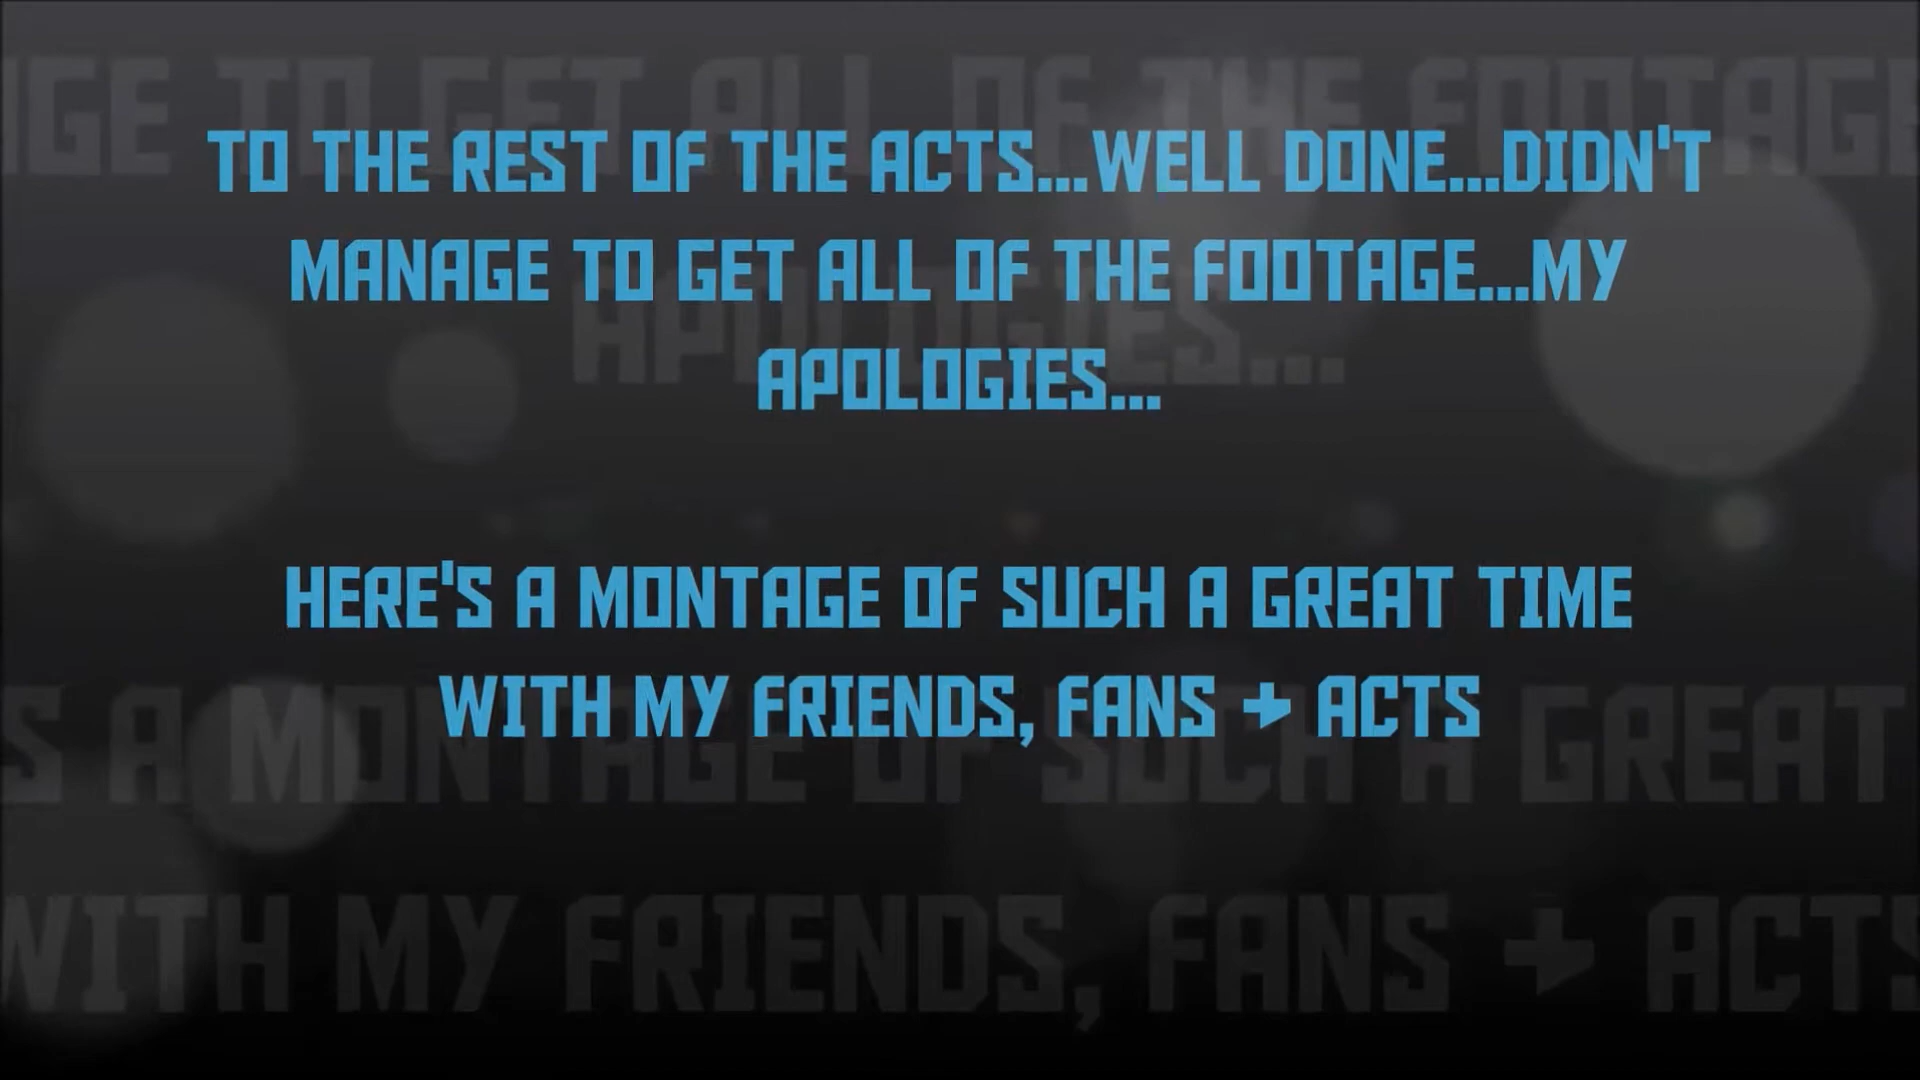 TO THE REST OF THE ACTS...WELL DONE...DIDN'T
MANAGE TO GET ALL OF THE FOOTAGE...MY
APOLOGIES...
HERE'S A MONTAGE OF SUCH A GREAT TIME
WITH MY FRIENDS, FANS + ACTS